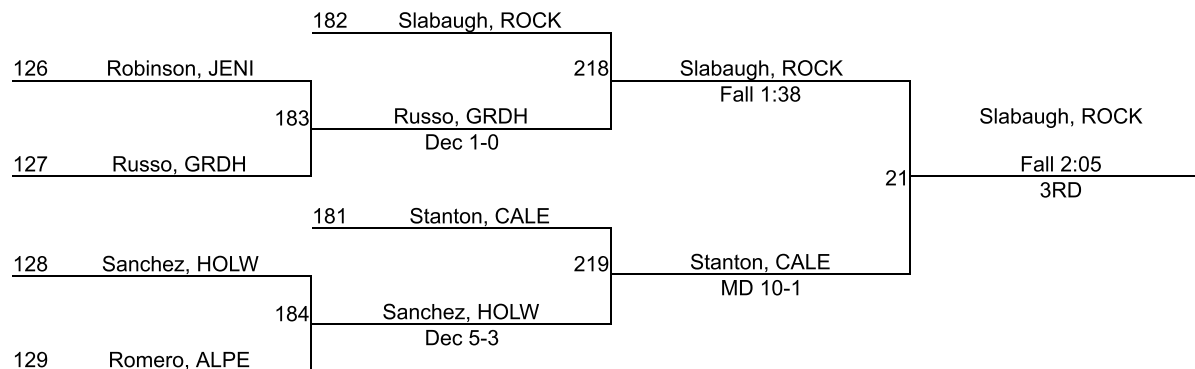 182 Slabaugh, ROCK
126 Robinson, JENI
218 Slabaugh, ROCK
Fall 1:38
183 Russo, GRDH
Dec 1-0
Slabaugh, ROCK
127 Russo, GRDH
Fall 2:05
21
3RD
181 Stanton, CALE
128 Sanchez, HOLW
219 Stanton, CALE
MD 10-1
184 Sanchez, HOLW
Dec 5-3
129 Romero, ALPE